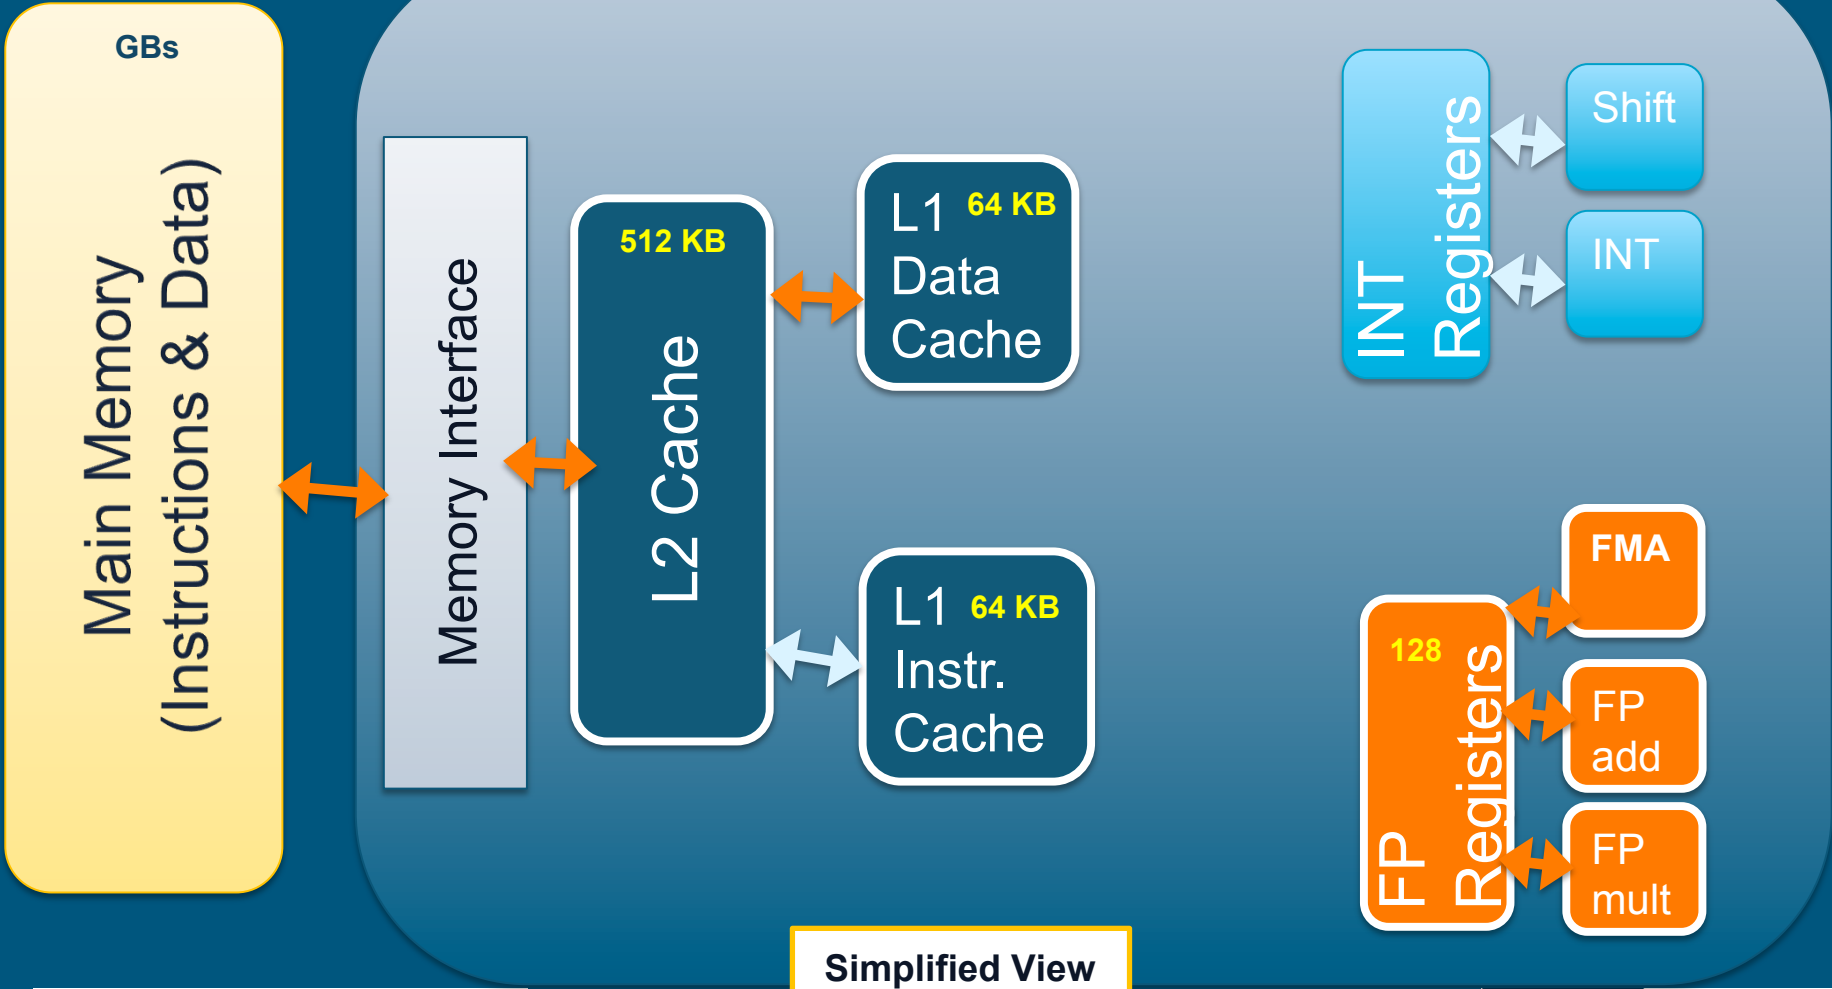 GBs
Main Memory
(Instructions & Data)
Memory Interface
512 KB
L2 Cache
L1 64 KB
Data
Cache
L1 64 KB
Instr.
Cache
INT
Registers
Shift
INT
128
FP
Registers
FMA
FP
add
FP
mult
Simplified View